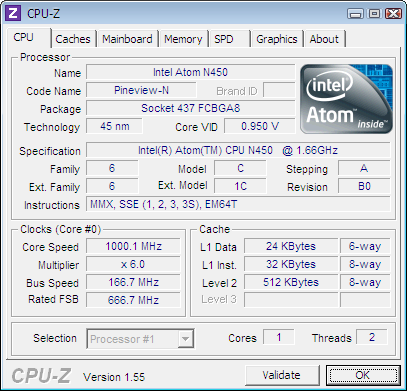 CPU-Z
CPU Caches Mainboard Memory SPD Graphics About
Processor
Name Intel Atom N450
Code Name Pineview-N Brand ID
Package Socket 437 FCBGA8
Technology 45 nm Core VID 0.950 V
intel Atom inside™
Specification Intel(R) Atom(TM) CPU N450 @ 1.66GHz
Family 6 Model C Stepping A
Ext. Family 6 Ext. Model 1C Revision B0
Instructions MMX, SSE (1, 2, 3, 3S), EM64T
Clocks (Core #0)
Core Speed 1000.1 MHz
Multiplier x 6.0
Bus Speed 166.7 MHz
Rated FSB 666.7 MHz
Cache
L1 Data 24 KBytes 6-way
L1 Inst. 32 KBytes 8-way
Level 2 512 KBytes 8-way
Level 3
Selection Processor #1 Cores 1 Threads 2
CPU-Z Version 1.55 Validate OK